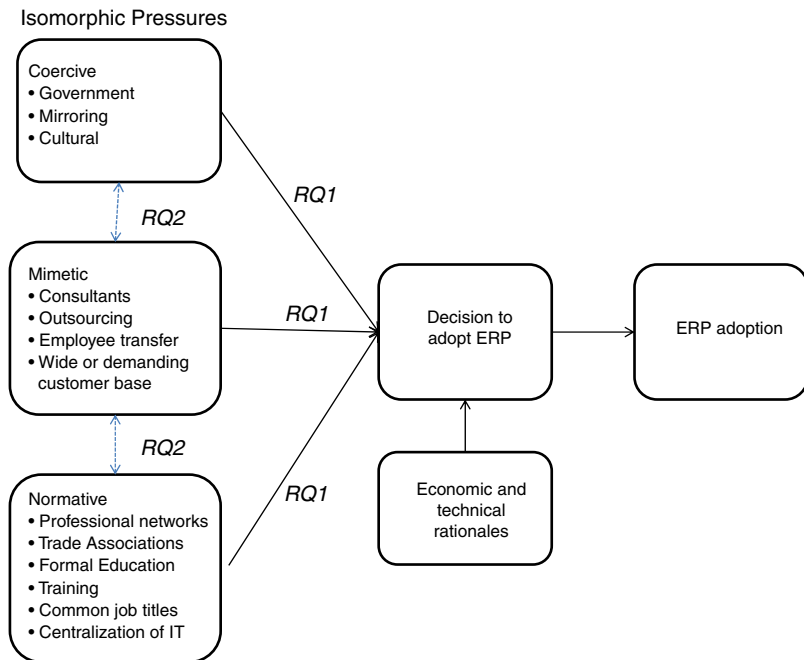 Isomorphic Pressures
Coercive
• Government
• Mirroring
• Cultural
RQ1
RQ2
Mimetic
• Consultants
• Outsourcing
• Employee transfer
• Wide or demanding
customer base
RQ1
Decision to
adopt ERP
ERP adoption
RQ2
RQ1
Economic and
technical
rationales
Normative
• Professional networks
• Trade Associations
• Formal Education
• Training
• Common job titles
• Centralization of IT